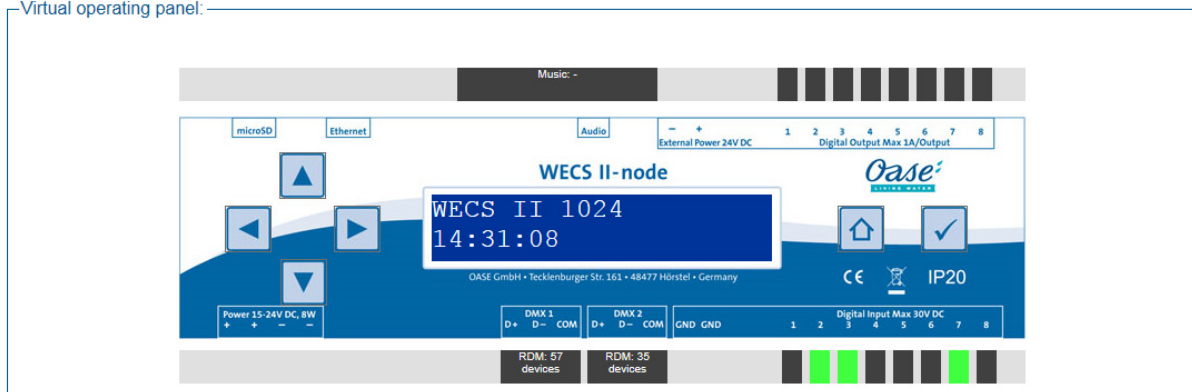 Virtual operating panel:
Music: -
microSD
Ethernet
Audio
− +
External Power 24V DC
1 2 3 4 5 6 7 8
Digital Output Max 1A/Output
WECS II-node
Oase
LIVING WATER
WECS II 1024
14:31:08
OASE GmbH • Tecklenburger Str. 161 • 48477 Hörstel • Germany
CE IP20
Power 15-24V DC, 8W
+ + − −
DMX 1
D+ D− COM
DMX 2
D+ D− COM
GND GND
Digital Input Max 30V DC
1 2 3 4 5 6 7 8
RDM: 57
devices
RDM: 35
devices